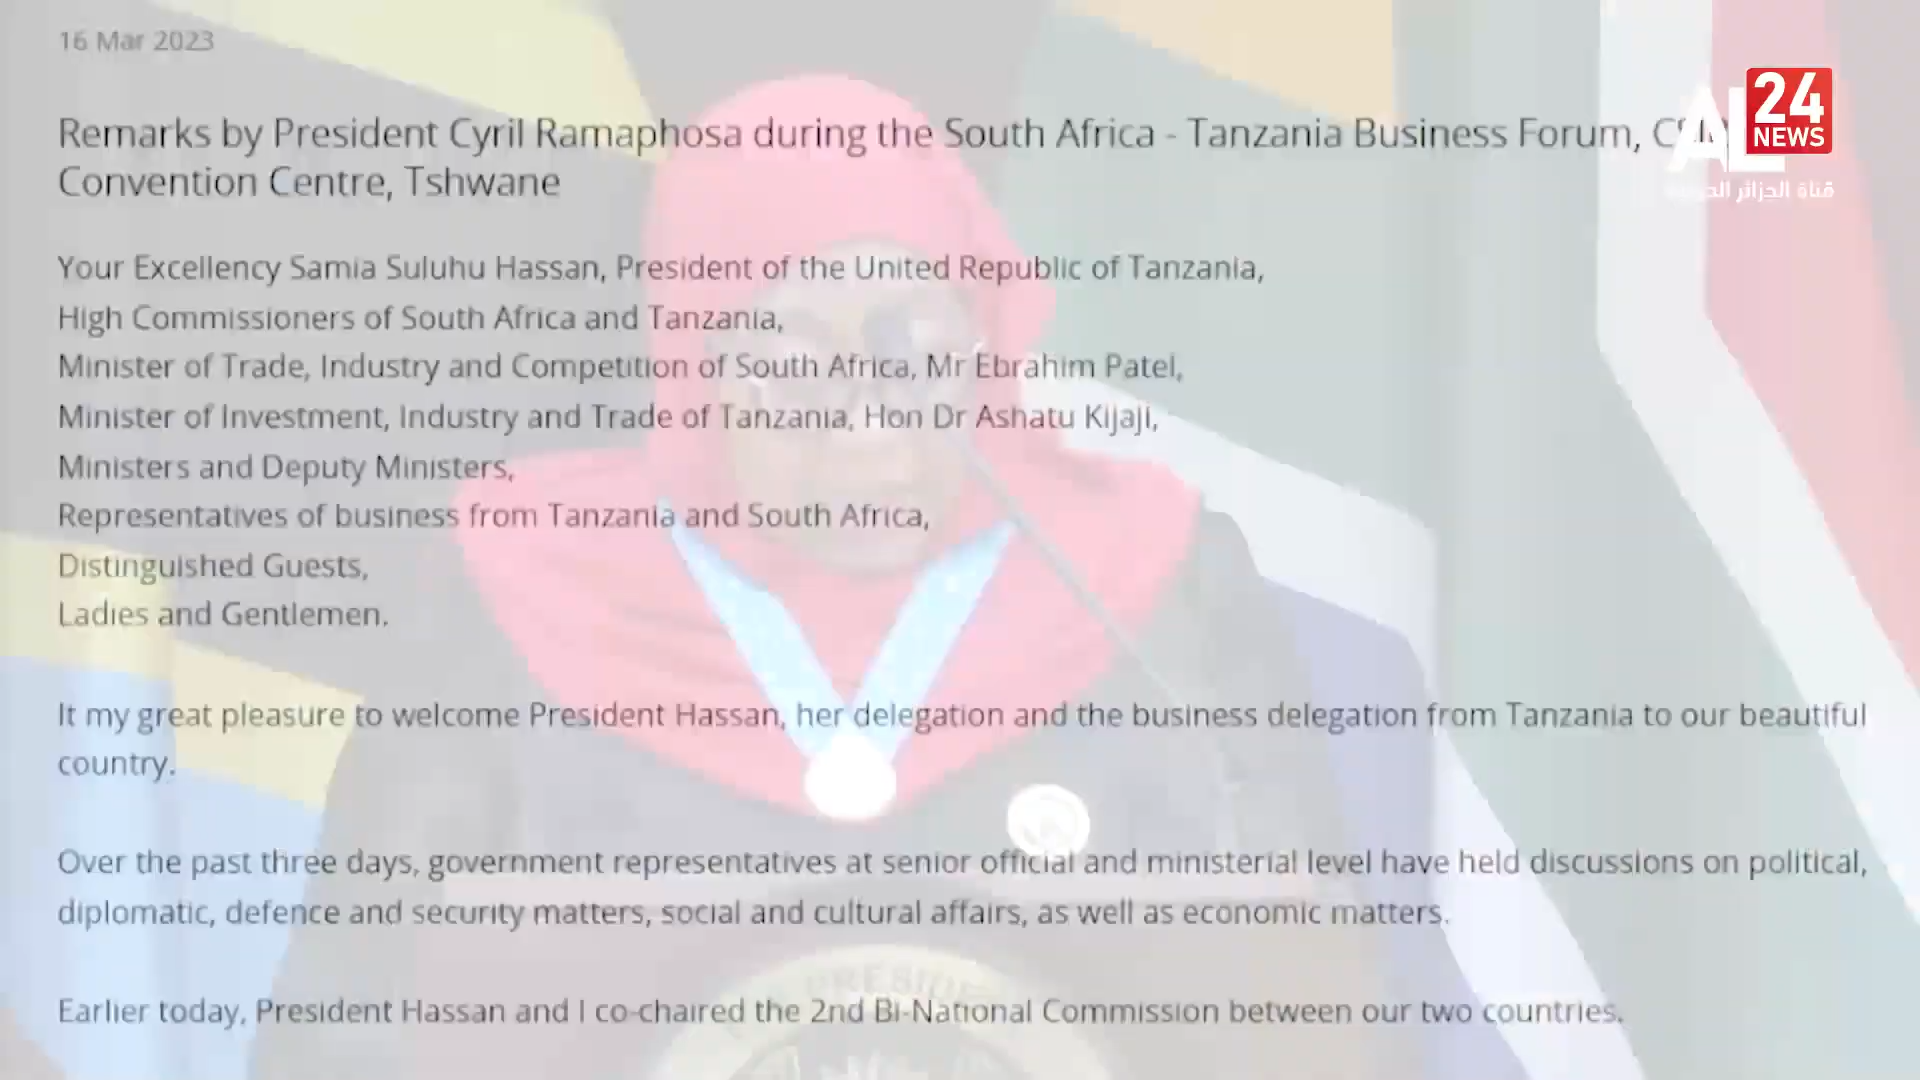 16 Mar 2023
Remarks by President Cyril Ramaphosa during the South Africa - Tanzania Business Forum,
Convention Centre, Tshwane
Your Excellency Samia Suluhu Hassan, President of the United Republic of Tanzania,
High Commissioners of South Africa and Tanzania,
Minister of Trade, Industry and Competition of South Africa, Mr Ebrahim Patel,
Minister of Investment, Industry and Trade of Tanzania, Hon Dr Ashatu Kijaji,
Ministers and Deputy Ministers,
Representatives of business from Tanzania and South Africa,
Distinguished Guests,
Ladies and Gentlemen.
It my great pleasure to welcome President Hassan, her delegation and the business delegation from Tanzania to our beautiful
country.
Over the past three days, government representatives at senior official and ministerial level have held discussions on political,
diplomatic, defence and security matters, social and cultural affairs, as well as economic matters.
Earlier today, President Hassan and I co-chaired the 2nd Bi-National Commission between our two countries.
AL
24
NEWS
قناة الجزائر الدولية